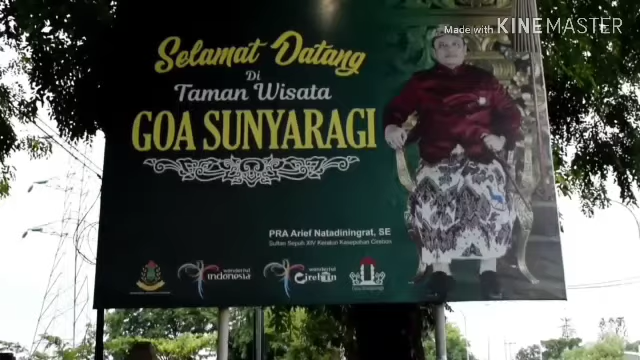 Made with KINEMASTER
Selamat Datang
Di
Taman Wisata
GOA SUNYARAGI
PRA Arief Natadiningrat, SE
Sultan Sepuh XIV Keraton Kasepuhan Cirebon
wonderful
indonesia
wonderful
Cirebon